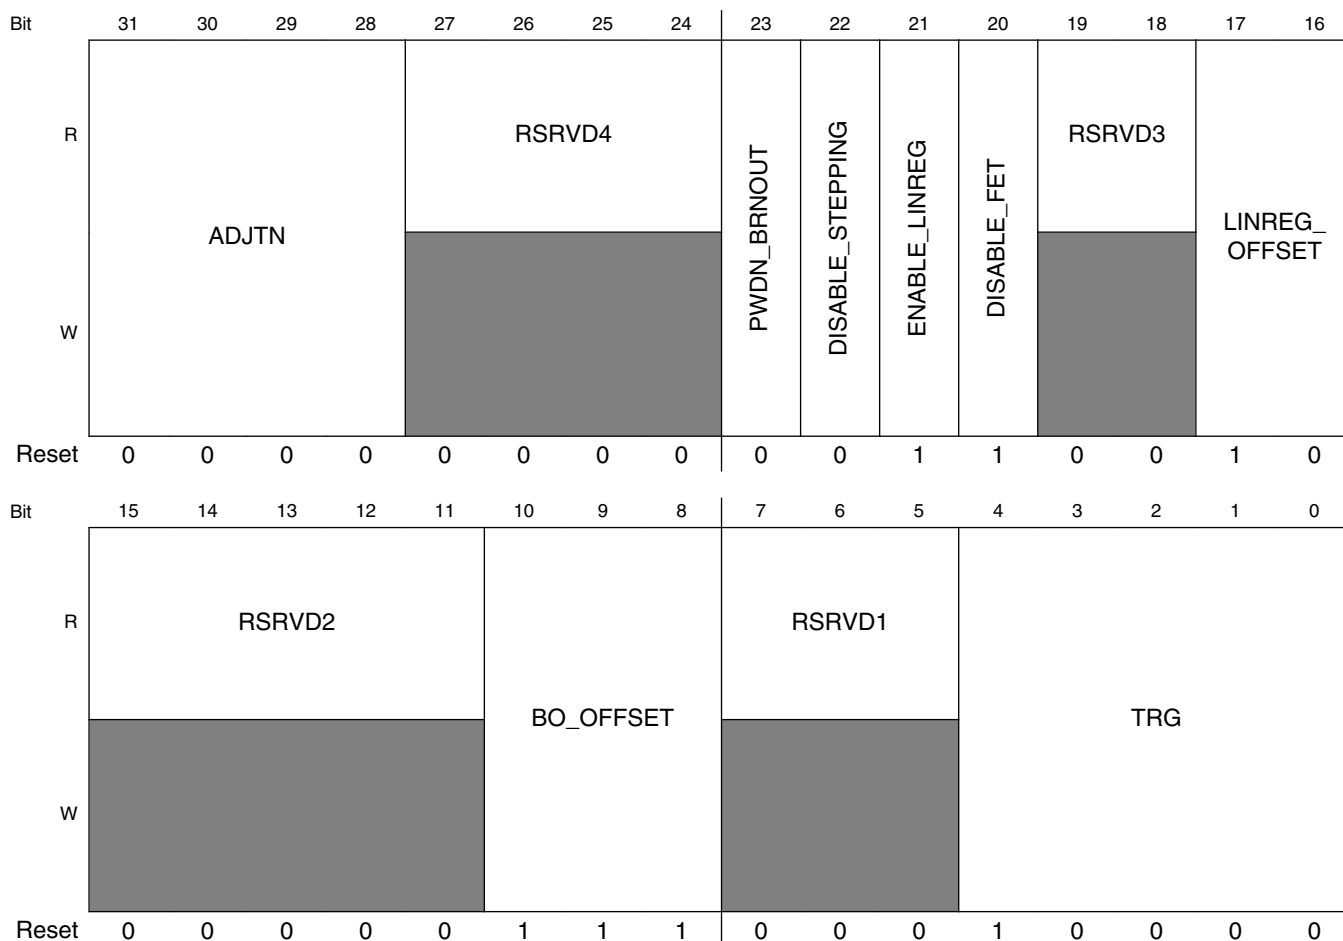 Bit 31 30 29 28 27 26 25 24 23 22 21 20 19 18 17 16
R
W
ADJTN
RSRVD4
PWDN_BRNOUT
DISABLE_STEPPING
ENABLE_LINREG
DISABLE_FET
RSRVD3
LINREG_
OFFSET
Reset 0 0 0 0 0 0 0 0 0 0 1 1 0 0 1 0
Bit 15 14 13 12 11 10 9 8 7 6 5 4 3 2 1 0
R
W
RSRVD2
BO_OFFSET
RSRVD1
TRG
Reset 0 0 0 0 0 1 1 1 0 0 0 1 0 0 0 0